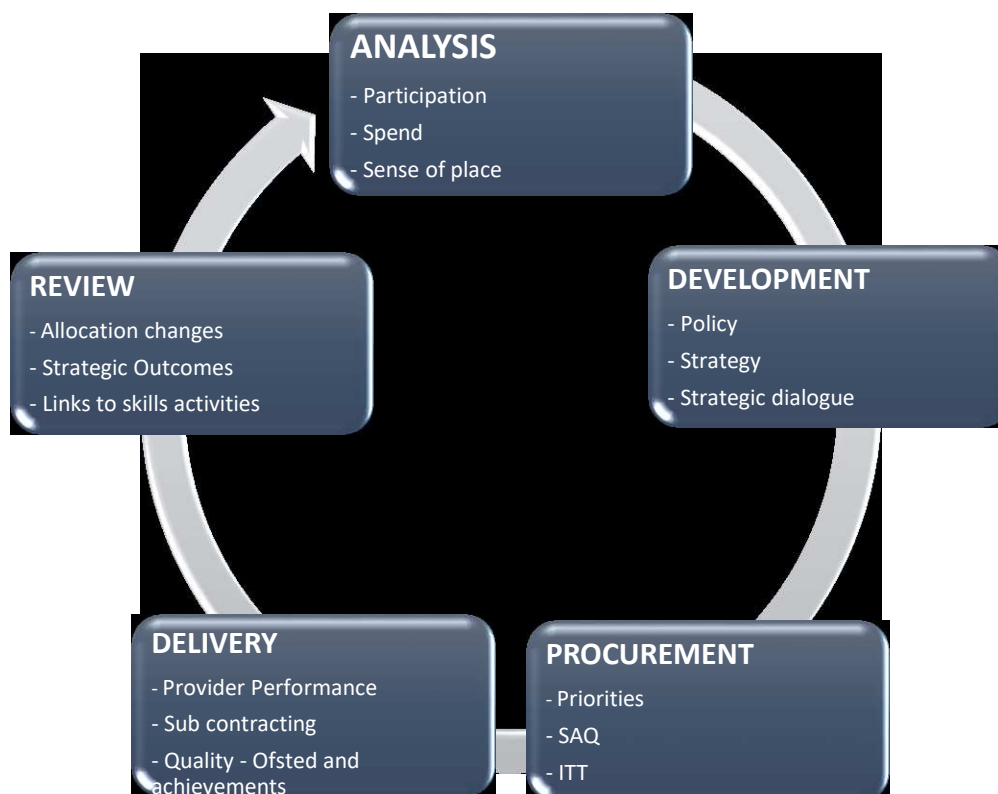 ANALYSIS
- Participation
- Spend
- Sense of place
DEVELOPMENT
- Policy
- Strategy
- Strategic dialogue
PROCUREMENT
- Priorities
- SAQ
- ITT
DELIVERY
- Provider Performance
- Sub contracting
- Quality - Ofsted and
achievements
REVIEW
- Allocation changes
- Strategic Outcomes
- Links to skills activities